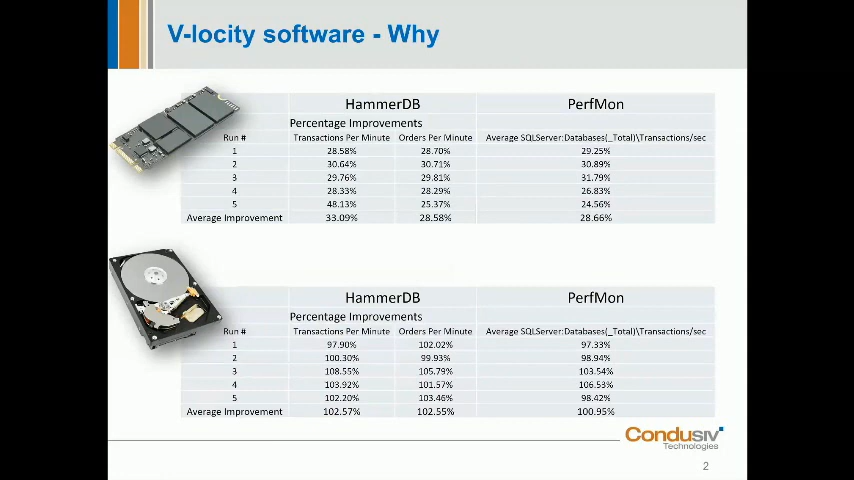 V-locity software - Why
HammerDB PerfMon
Percentage Improvements
Run # Transactions Per Minute Orders Per Minute Average SQLServer:Databases(_Total)\Transactions/sec
1 28.58% 28.70% 29.25%
2 30.64% 30.71% 30.89%
3 29.76% 29.81% 31.79%
4 28.33% 28.29% 26.83%
5 48.13% 25.37% 24.56%
Average Improvement 33.09% 28.58% 28.66%
HammerDB PerfMon
Percentage Improvements
Run # Transactions Per Minute Orders Per Minute Average SQLServer:Databases(_Total)\Transactions/sec
1 97.90% 102.02% 97.33%
2 100.30% 99.93% 98.94%
3 108.55% 105.79% 103.54%
4 103.92% 101.57% 106.53%
5 102.20% 103.46% 98.42%
Average Improvement 102.57% 102.55% 100.95%
Condusiv
Technologies
2